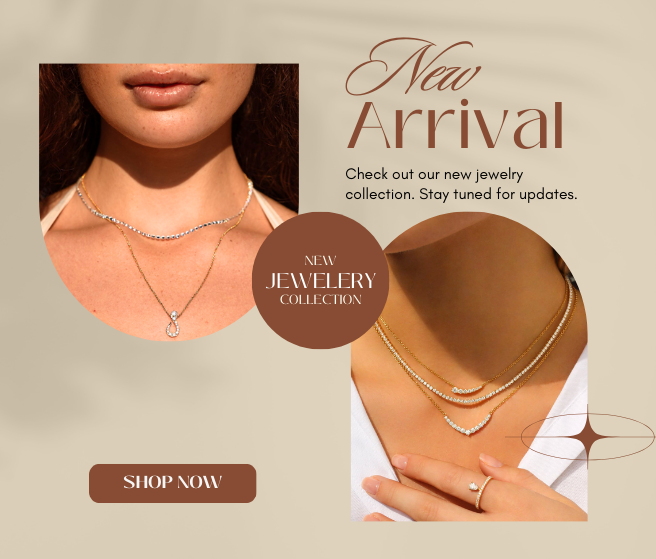 New
Arrival
Check out our new jewelry
collection. Stay tuned for updates.
NEW
JEWELERY
COLLECTION
SHOP NOW